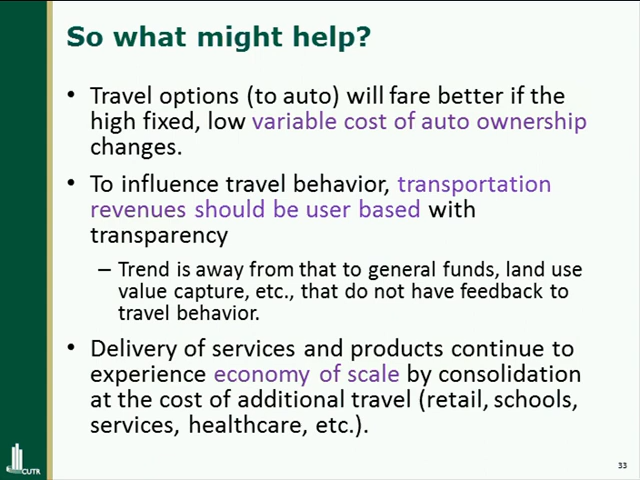 So what might help?
• Travel options (to auto) will fare better if the
high fixed, low variable cost of auto ownership
changes.
• To influence travel behavior, transportation
revenues should be user based with
transparency
– Trend is away from that to general funds, land use
value capture, etc., that do not have feedback to
travel behavior.
• Delivery of services and products continue to
experience economy of scale by consolidation
at the cost of additional travel (retail, schools,
services, healthcare, etc.).
CUTR
33